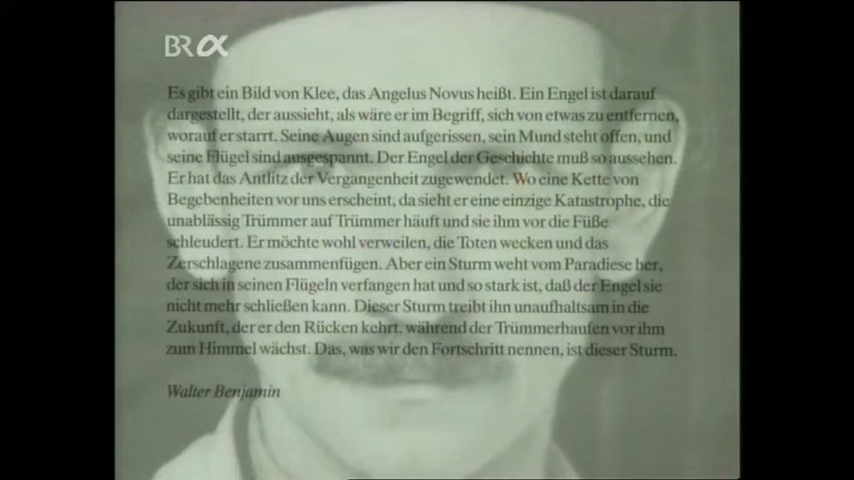 BR α
Es gibt ein Bild von Klee, das Angelus Novus heißt. Ein Engel ist darauf
dargestellt, der aussieht, als wäre er im Begriff, sich von etwas zu entfernen,
worauf er starrt. Seine Augen sind aufgerissen, sein Mund steht offen, und
seine Flügel sind ausgespannt. Der Engel der Geschichte muß so aussehen.
Er hat das Antlitz der Vergangenheit zugewendet. Wo eine Kette von
Begebenheiten vor uns erscheint, da sieht er eine einzige Katastrophe, die
unablässig Trümmer auf Trümmer häuft und sie ihm vor die Füße
schleudert. Er möchte wohl verweilen, die Toten wecken und das
Zerschlagene zusammenfügen. Aber ein Sturm weht vom Paradiese her,
der sich in seinen Flügeln verfangen hat und so stark ist, daß der Engel sie
nicht mehr schließen kann. Dieser Sturm treibt ihn unaufhaltsam in die
Zukunft, der er den Rücken kehrt, während der Trümmerhaufen vor ihm
zum Himmel wächst. Das, was wir den Fortschritt nennen, ist dieser Sturm.
Walter Benjamin